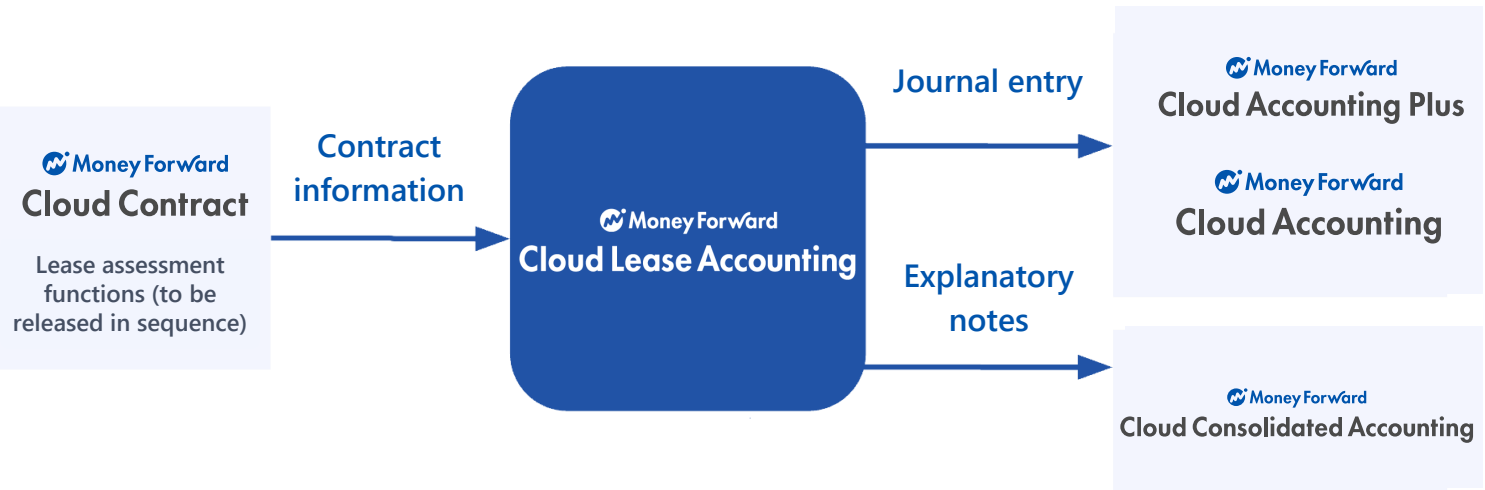 Money Forward
Cloud Contract
Lease assessment
functions (to be
released in sequence)
Contract
information
Money Forward
Cloud Lease Accounting
Journal entry
Explanatory
notes
Money Forward
Cloud Accounting Plus
Money Forward
Cloud Accounting
Money Forward
Cloud Consolidated Accounting